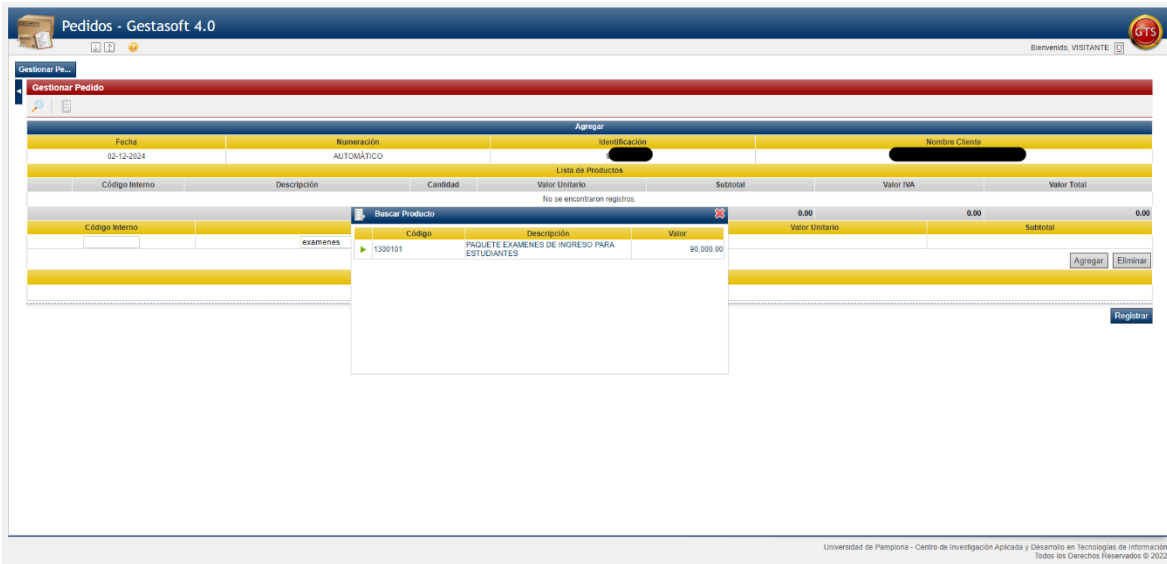 Pedidos - Gestasoft 4.0
GTS
Bienvenido, VISITANTE
Gestionar Pe...
Gestionar Pedido
Agregar
Fecha Numeración Identificación Nombre Cliente
02-12-2024 AUTOMÁTICO
Lista de Productos
Código Interno Descripción Cantidad Valor Unitario Subtotal Valor IVA Valor Total
No se encontraron registros.
0.00 0.00 0.00
Buscar Producto
Código Interno Valor Unitario Subtotal
Código Descripción Valor
examenes
1300101 PAQUETE EXAMENES DE INGRESO PARA
ESTUDIANTES 90,000.00
Agregar Eliminar
Registrar
Universidad de Pamplona - Centro de Investigación Aplicada y Desarrollo en Tecnologías de Información
Todos los Derechos Reservados © 2022